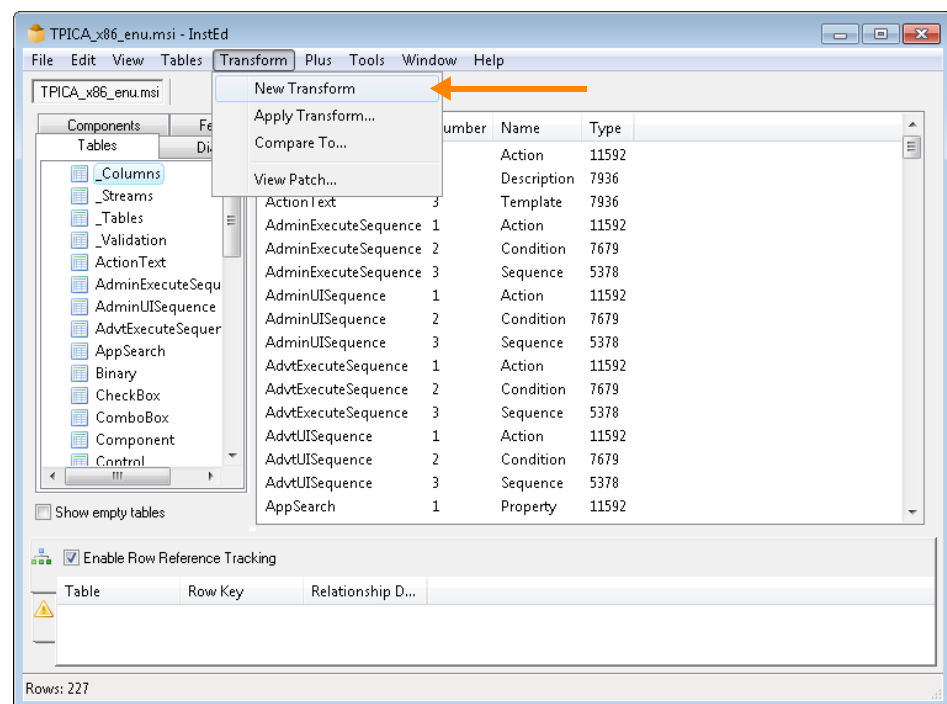 TPICA_x86_enu.msi - InstEd
File Edit View Tables Transform Plus Tools Window Help
TPICA_x86_enu.msi
New Transform
Apply Transform...
Compare To...
View Patch...
Components Fe
Tables Di
umber Name Type
_Columns
_Streams
_Tables
_Validation
ActionText
AdminExecuteSequ
AdminUISequence
AdvtExecuteSequer
AppSearch
Binary
CheckBox
ComboBox
Component
Control
Action 11592
Description 7936
ActionText 3 Template 7936
AdminExecuteSequence 1 Action 11592
AdminExecuteSequence 2 Condition 7679
AdminExecuteSequence 3 Sequence 5378
AdminUISequence 1 Action 11592
AdminUISequence 2 Condition 7679
AdminUISequence 3 Sequence 5378
AdvtExecuteSequence 1 Action 11592
AdvtExecuteSequence 2 Condition 7679
AdvtExecuteSequence 3 Sequence 5378
AdvtUISequence 1 Action 11592
AdvtUISequence 2 Condition 7679
AdvtUISequence 3 Sequence 5378
AppSearch 1 Property 11592
Show empty tables
Enable Row Reference Tracking
Table Row Key Relationship D...
Rows: 227